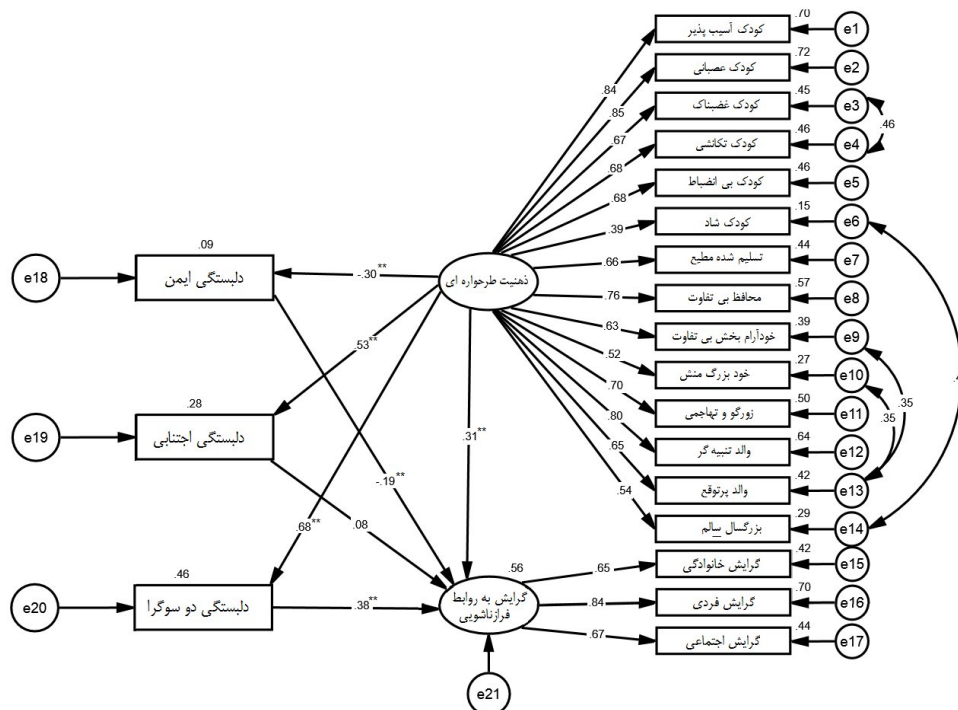 .70
کودک آسیب پذیر
e1
.72
کودک عصبانی
e2
.84
.45
کودک غضبناک
e3
.85
.46
.46
کودک تکانشی
e4
.67
.46
کودک بی انضباط
e5
.68
.15
کودک شاد
e6
.68
.39
.44
تسلیم شده مطیع
e7
.66
.57
محافظ بی تفاوت
e8
.76
.39
خودآرام بخش بی تفاوت
e9
.63
.27
خود بزرگ منش
e10
.52
.50
زورگو و تهاجمی
e11
.70
.64
والد تنبیه گر
e12
.80
.42
والد پرتوقع
e13
.65
.29
بزرگسال سالم
e14
.54
.35
.35
ذهنیت طرحواره ای
.09
دلبستگی ایمن
e18
-.30**
.53**
.28
دلبستگی اجتنابی
e19
.31**
-.19**
.08
.68**
.46
دلبستگی دو سوگرا
e20
.38**
.56
گرایش به روابط
فرازناشویی
e21
.42
گرایش خانوادگی
e15
.65
.70
گرایش فردی
e16
.84
.44
گرایش اجتماعی
e17
.67